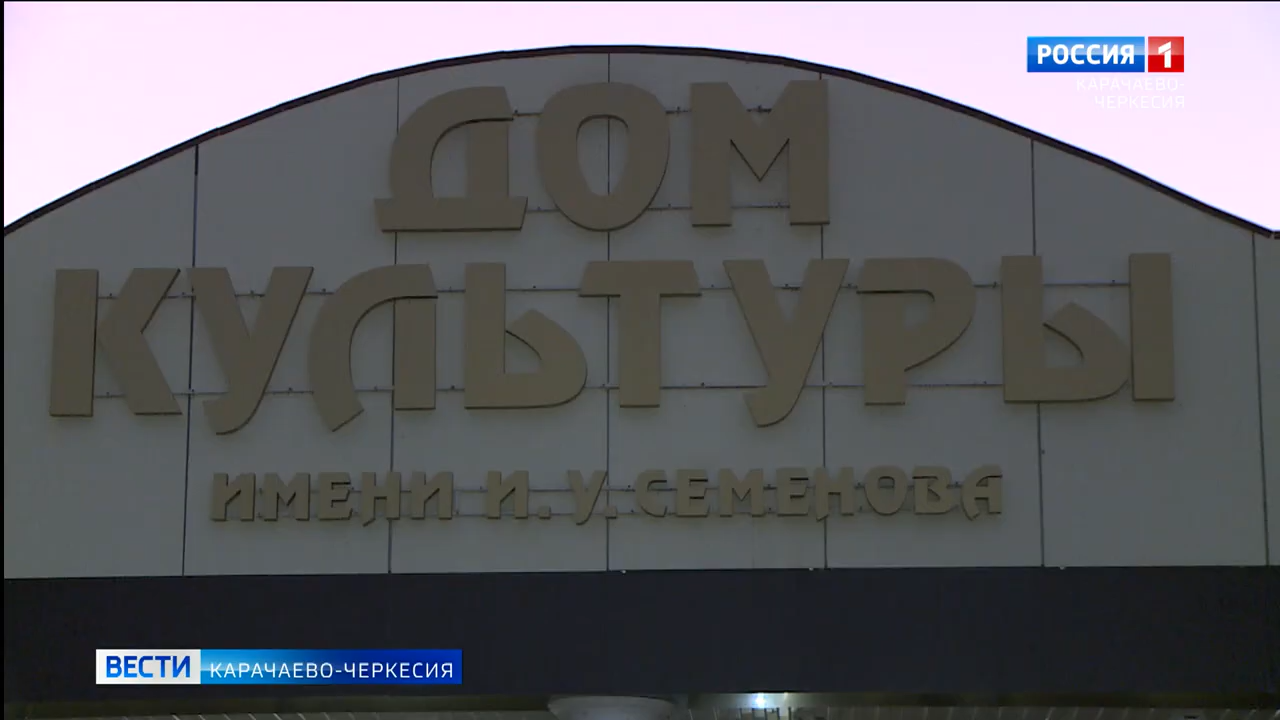 РОССИЯ 1
КАРАЧАЕВО-
ЧЕРКЕСИЯ
ДОМ
КУЛЬТУРЫ
ИМЕНИ И. У. СЕМЕНОВА
ВЕСТИ КАРАЧАЕВО-ЧЕРКЕСИЯ